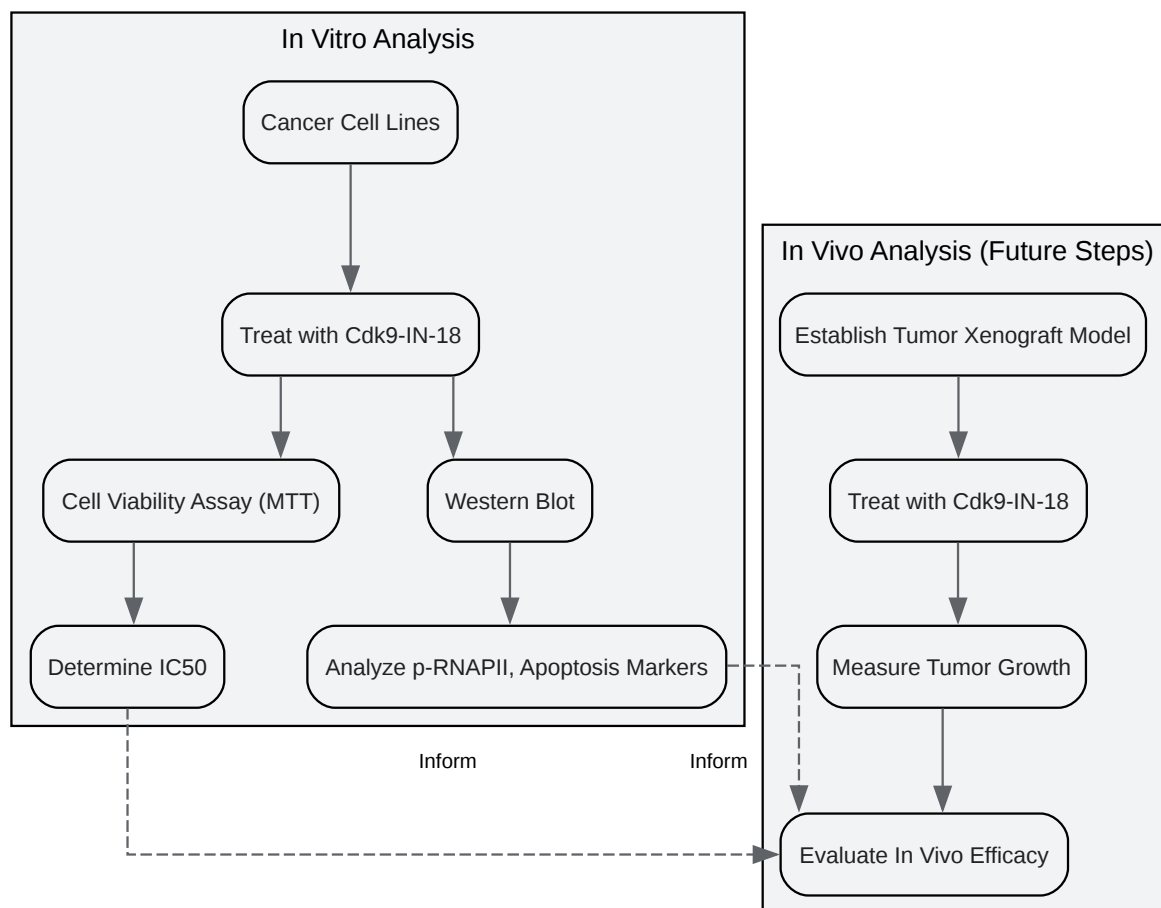 In Vitro Analysis
Cancer Cell Lines
Treat with Cdk9-IN-18
Cell Viability Assay (MTT)
Western Blot
Determine IC50
Analyze p-RNAPII, Apoptosis Markers
Inform
Inform
In Vivo Analysis (Future Steps)
Establish Tumor Xenograft Model
Treat with Cdk9-IN-18
Measure Tumor Growth
Evaluate In Vivo Efficacy